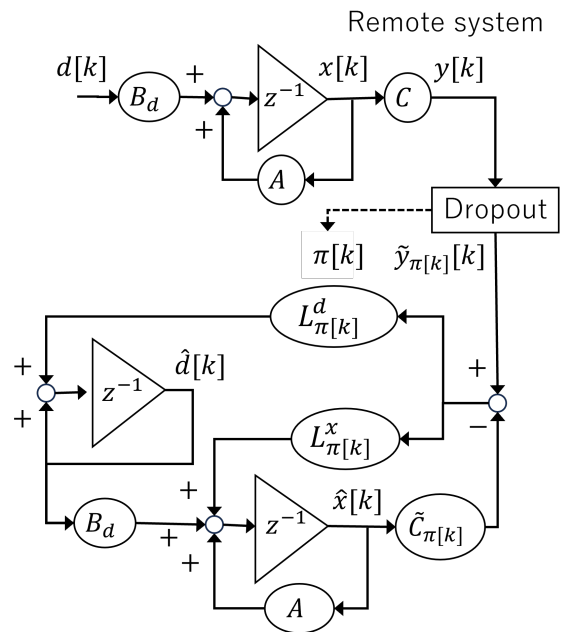 Remote system
d[k]
B_d
+
+
z^{-1}
x[k]
C
y[k]
A
Dropout
π[k]
ỹ_{π[k]}[k]
L^d_{π[k]}
+
+
z^{-1}
d̂[k]
+
−
L^x_{π[k]}
B_d
+
+
+
z^{-1}
x̂[k]
C̃_{π[k]}
A